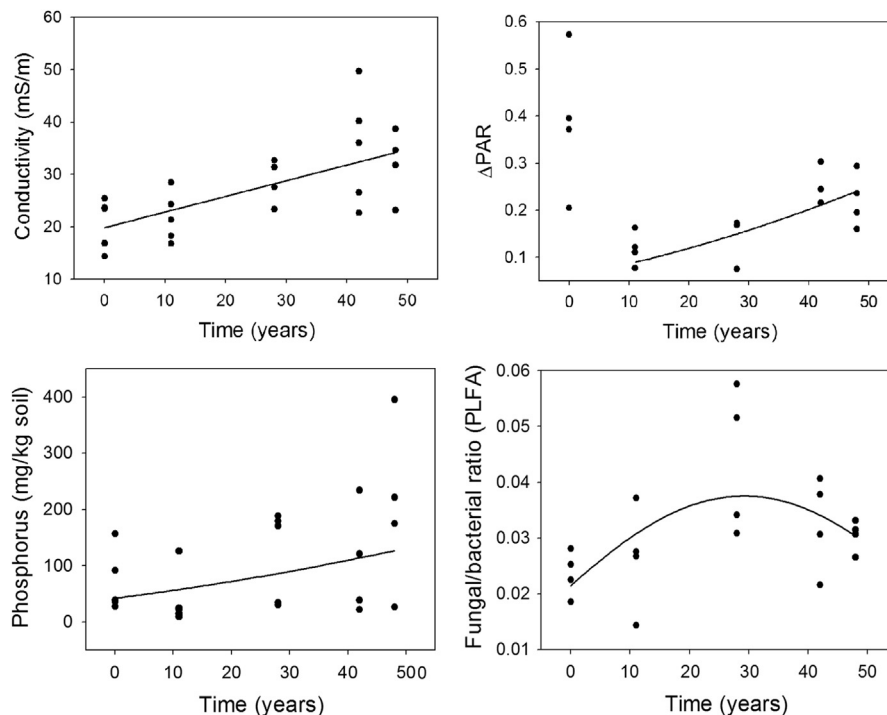 Conductivity (mS/m)
60
50
40
30
20
10
0 10 20 30 40 50
Time (years)
ΔPAR
0.6
0.5
0.4
0.3
0.2
0.1
0 10 20 30 40 50
Time (years)
Phosphorus (mg/kg soil)
400
300
200
100
0
0 10 20 30 40 500
Time (years)
Fungal/bacterial ratio (PLFA)
0.06
0.05
0.04
0.03
0.02
0.01
0 10 20 30 40 50
Time (years)